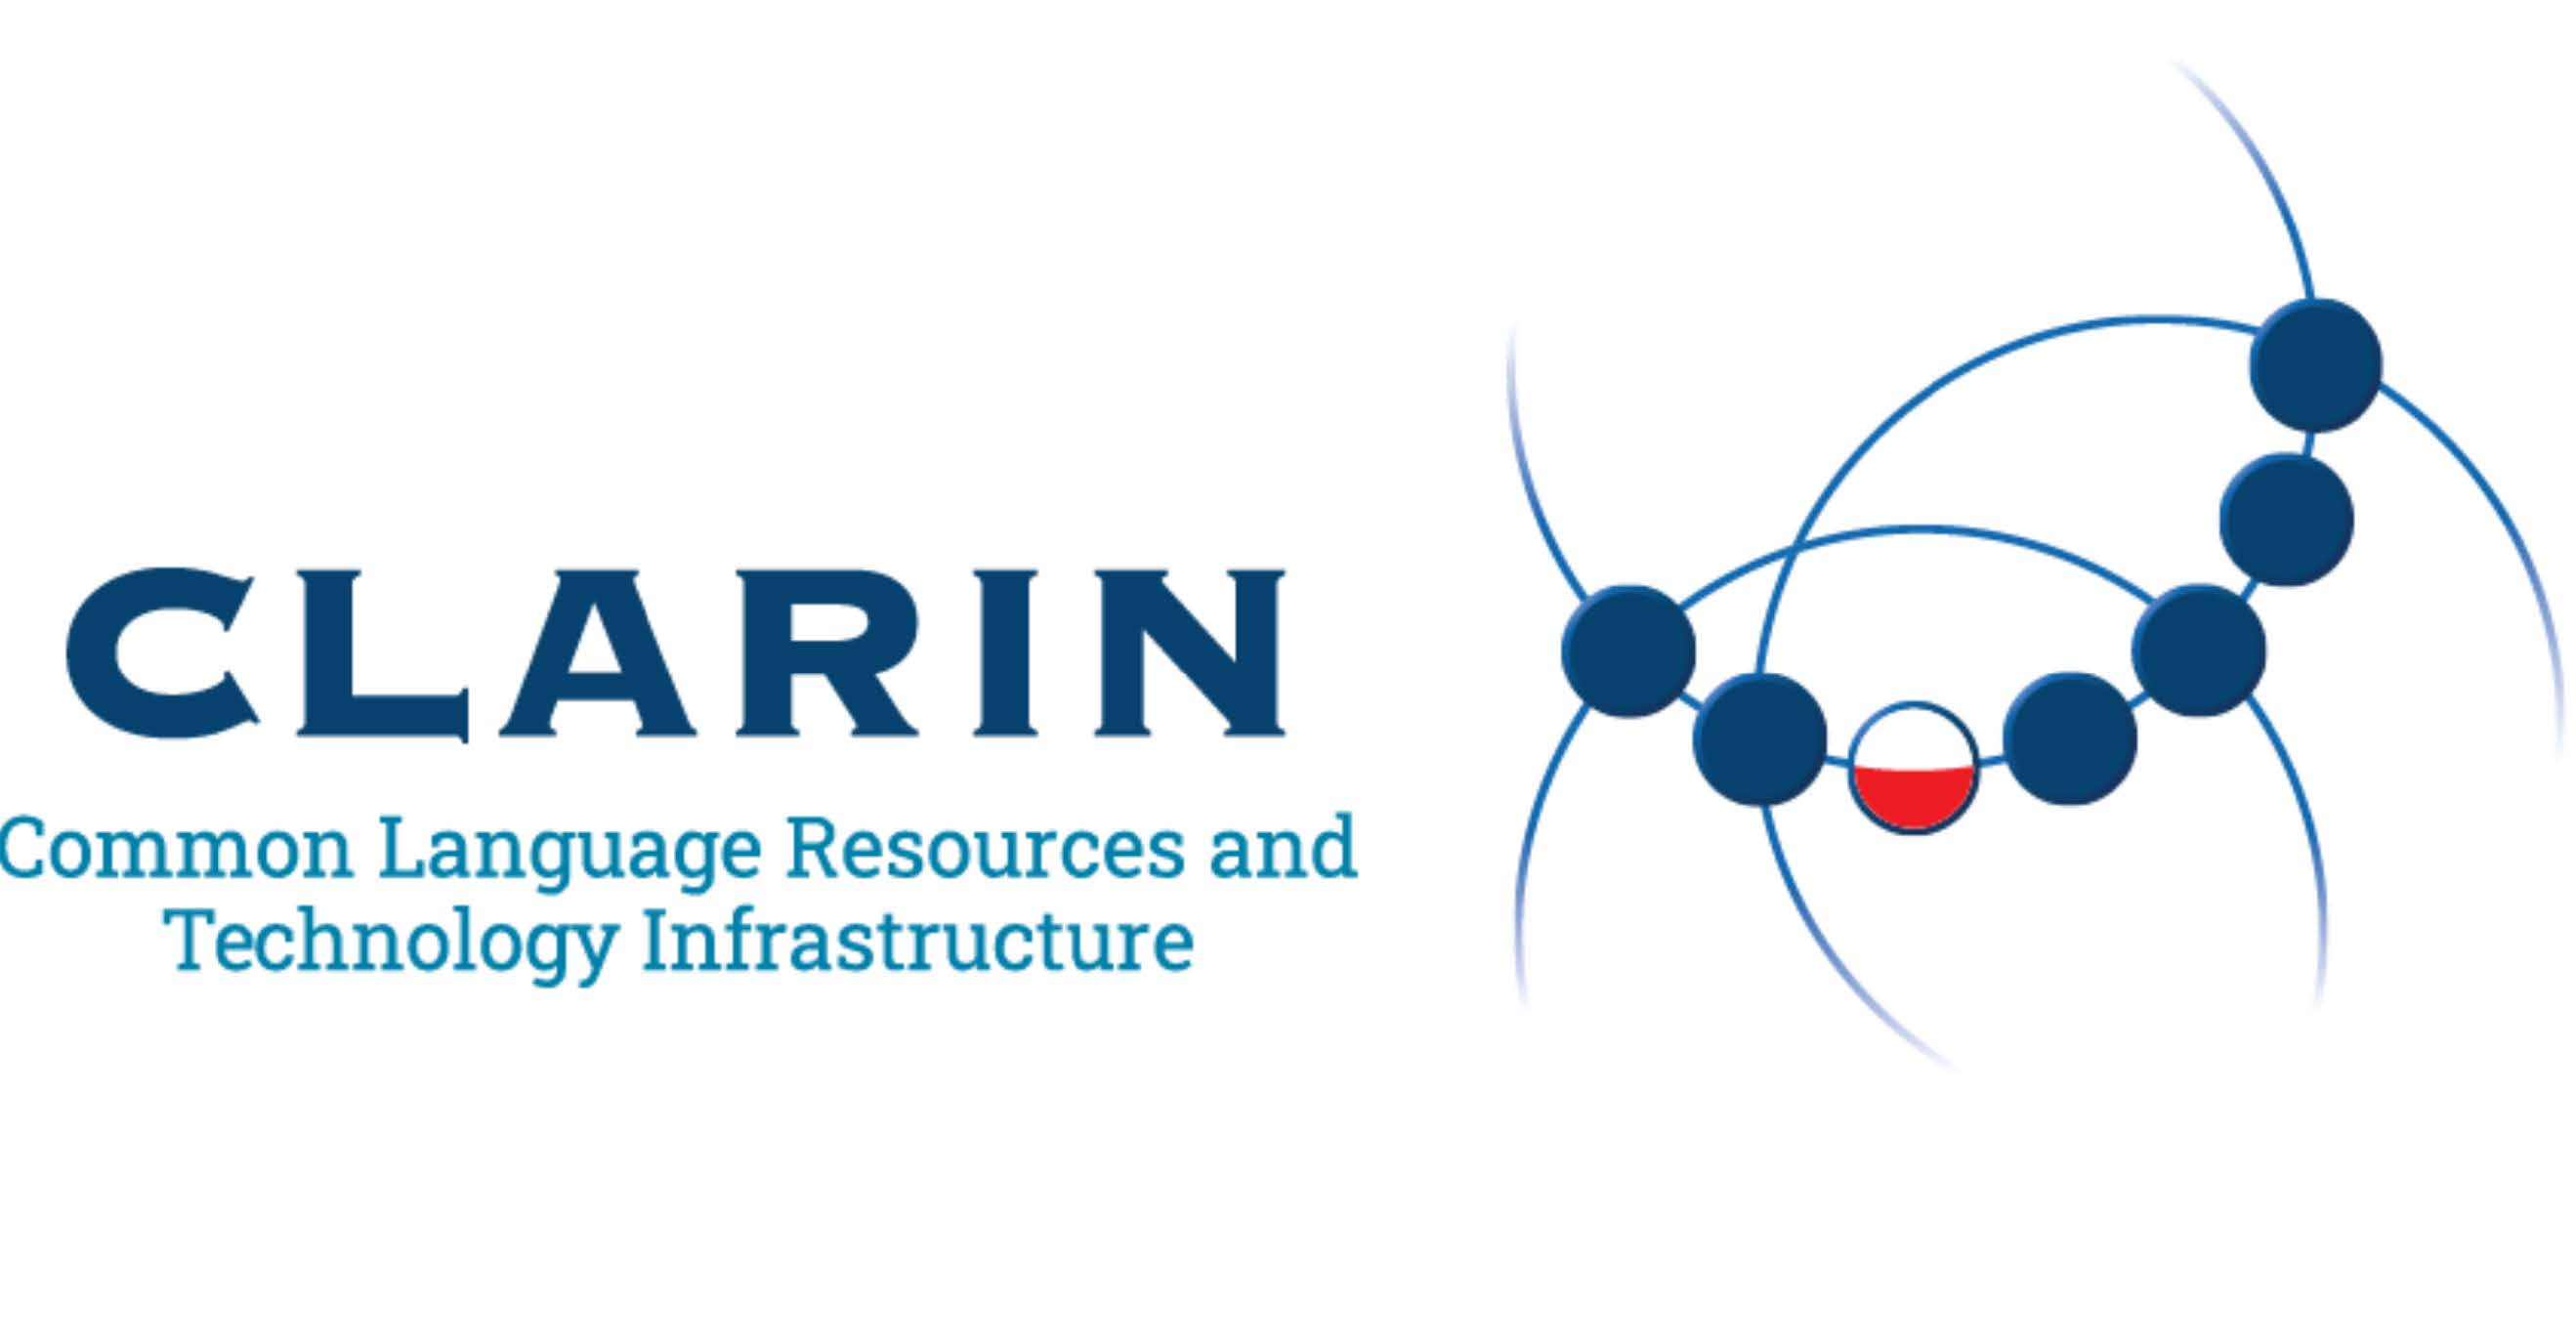 CLARIN
Common Language Resources and
Technology Infrastructure